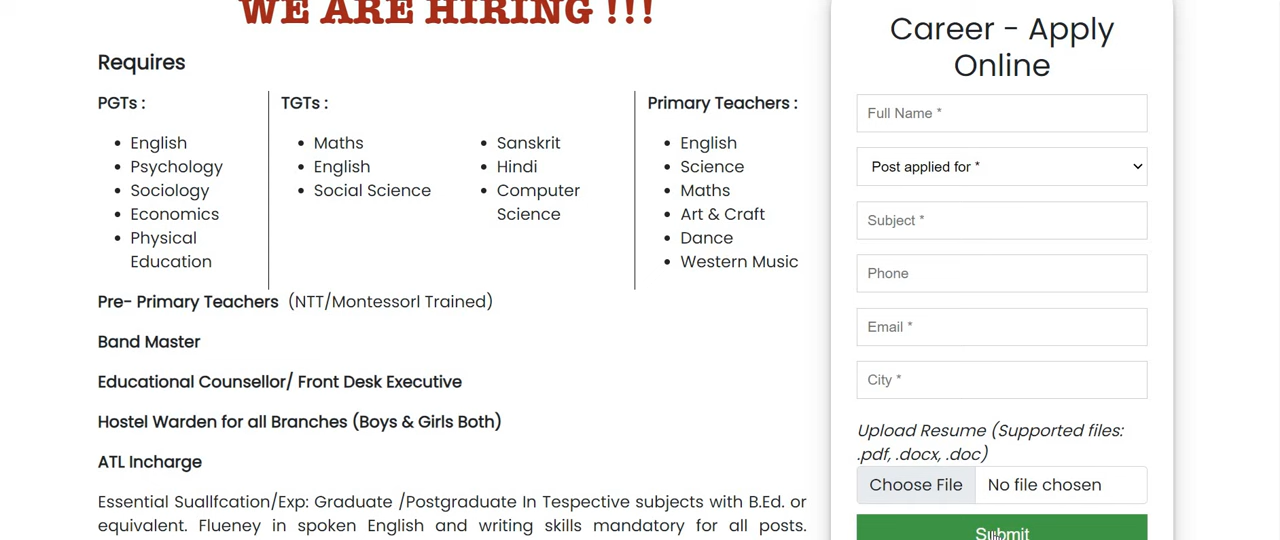 WE ARE HIRING !!!
Requires
PGTs :
English
Psychology
Sociology
Economics
Physical
Education
TGTs :
Maths
English
Social Science
Sanskrit
Hindi
Computer
Science
Primary Teachers :
English
Science
Maths
Art & Craft
Dance
Western Music
Pre- Primary Teachers (NTT/Montessorl Trained)
Band Master
Educational Counsellor/ Front Desk Executive
Hostel Warden for all Branches (Boys & Girls Both)
ATL Incharge
Essential Suallfcation/Exp: Graduate /Postgraduate In Tespective subjects with B.Ed. or
equivalent. Flueney in spoken English and writing skills mandatory for all posts.
Career - Apply
Online
Full Name *
Post applied for *
Subject *
Phone
Email *
City *
Upload Resume (Supported files:
.pdf, .docx, .doc)
Choose File No file chosen
Submit